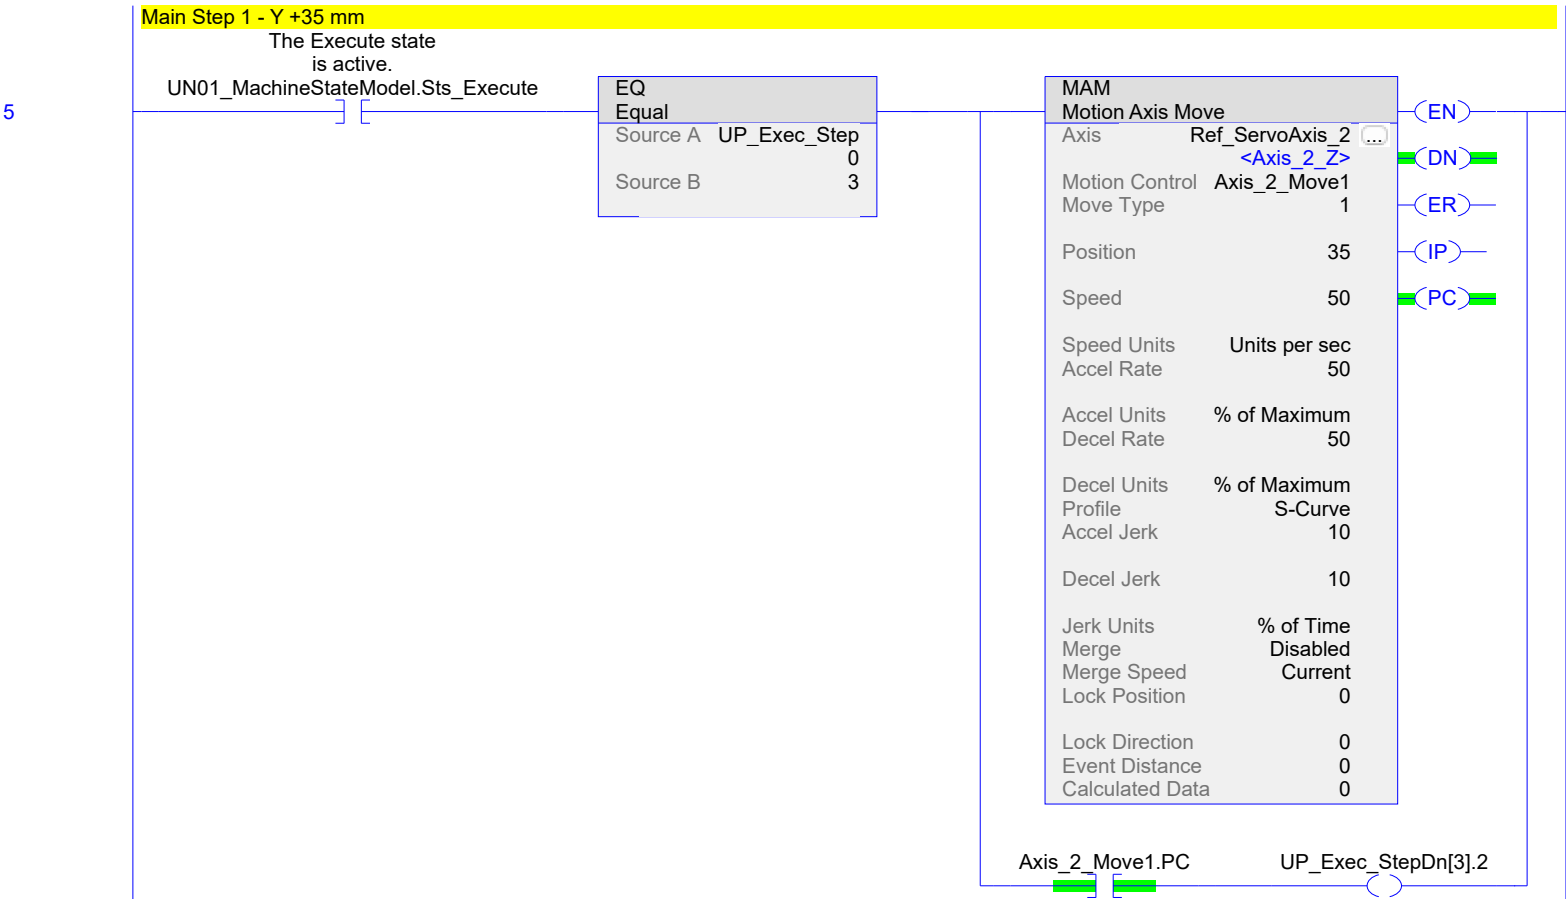 Main Step 1 - Y +35 mm
The Execute state
is active.
UN01_MachineStateModel.Sts_Execute
5
EQ
Equal
Source A UP_Exec_Step
0
Source B 3
MAM
Motion Axis Move
Axis Ref_ServoAxis_2 ...
<Axis_2_Z>
Motion Control Axis_2_Move1
Move Type 1
Position 35
Speed 50
Speed Units Units per sec
Accel Rate 50
Accel Units % of Maximum
Decel Rate 50
Decel Units % of Maximum
Profile S-Curve
Accel Jerk 10
Decel Jerk 10
Jerk Units % of Time
Merge Disabled
Merge Speed Current
Lock Position 0
Lock Direction 0
Event Distance 0
Calculated Data 0
EN
DN
ER
IP
PC
Axis_2_Move1.PC UP_Exec_StepDn[3].2